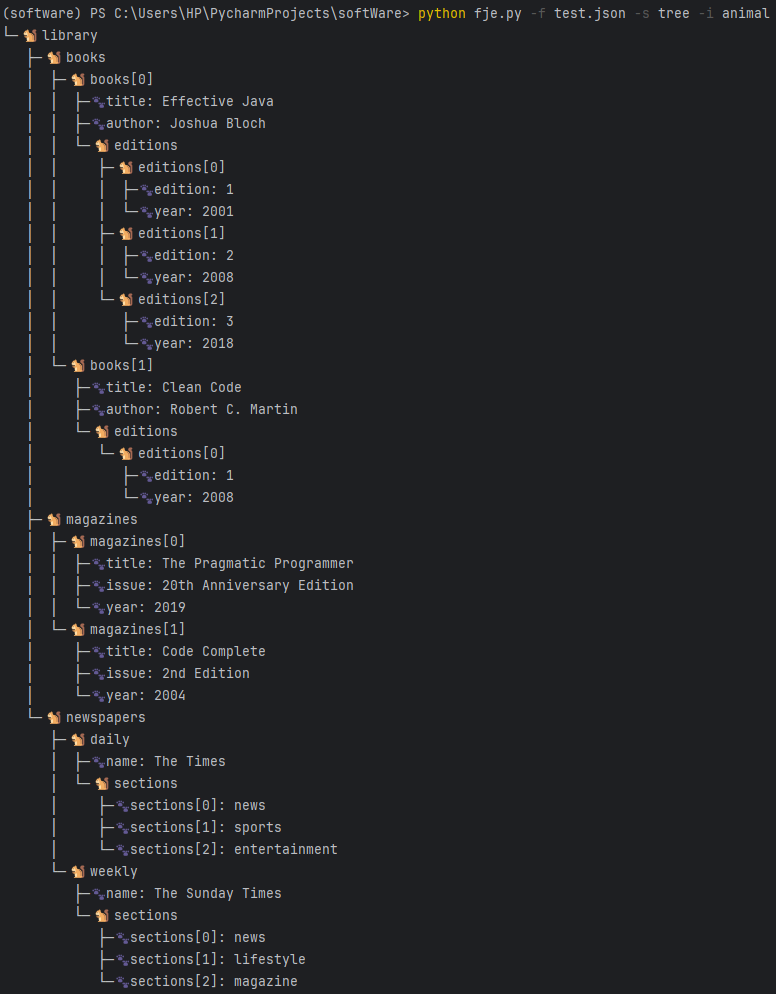 (software) PS C:\Users\HP\PycharmProjects\softWare> python fje.py -f test.json -s tree -i animal
└─ 🐿️ library
   ├─ 🐿️ books
   │  ├─ 🐿️ books[0]
   │  │  ├─🐾title: Effective Java
   │  │  ├─🐾author: Joshua Bloch
   │  │  └─ 🐿️ editions
   │  │     ├─ 🐿️ editions[0]
   │  │     │  ├─🐾edition: 1
   │  │     │  └─🐾year: 2001
   │  │     ├─ 🐿️ editions[1]
   │  │     │  ├─🐾edition: 2
   │  │     │  └─🐾year: 2008
   │  │     └─ 🐿️ editions[2]
   │  │        ├─🐾edition: 3
   │  │        └─🐾year: 2018
   │  └─ 🐿️ books[1]
   │     ├─🐾title: Clean Code
   │     ├─🐾author: Robert C. Martin
   │     └─ 🐿️ editions
   │        └─ 🐿️ editions[0]
   │           ├─🐾edition: 1
   │           └─🐾year: 2008
   ├─ 🐿️ magazines
   │  ├─ 🐿️ magazines[0]
   │  │  ├─🐾title: The Pragmatic Programmer
   │  │  ├─🐾issue: 20th Anniversary Edition
   │  │  └─🐾year: 2019
   │  └─ 🐿️ magazines[1]
   │     ├─🐾title: Code Complete
   │     ├─🐾issue: 2nd Edition
   │     └─🐾year: 2004
   └─ 🐿️ newspapers
      ├─ 🐿️ daily
      │  ├─🐾name: The Times
      │  └─ 🐿️ sections
      │     ├─🐾sections[0]: news
      │     ├─🐾sections[1]: sports
      │     └─🐾sections[2]: entertainment
      └─ 🐿️ weekly
         ├─🐾name: The Sunday Times
         └─ 🐿️ sections
            ├─🐾sections[0]: news
            ├─🐾sections[1]: lifestyle
            └─🐾sections[2]: magazine